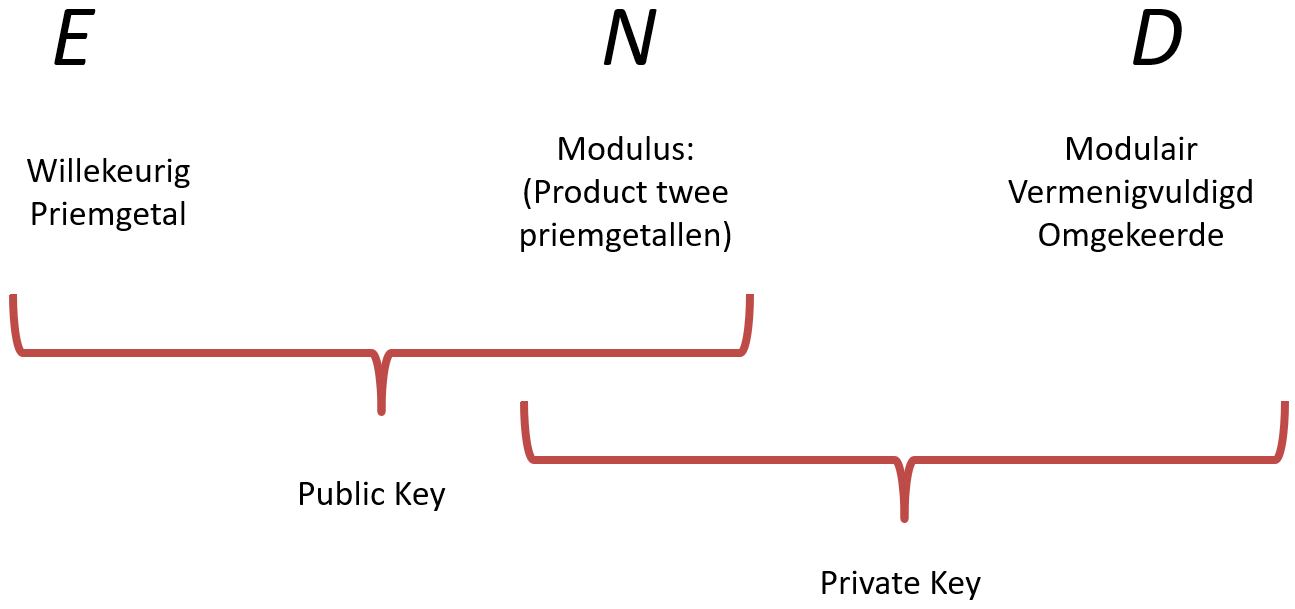 E
N
D
Willekeurig
Priemgetal
Modulus:
(Product twee
priemgetallen)
Modulair
Vermenigvuldigd
Omgekeerde
Public Key
Private Key